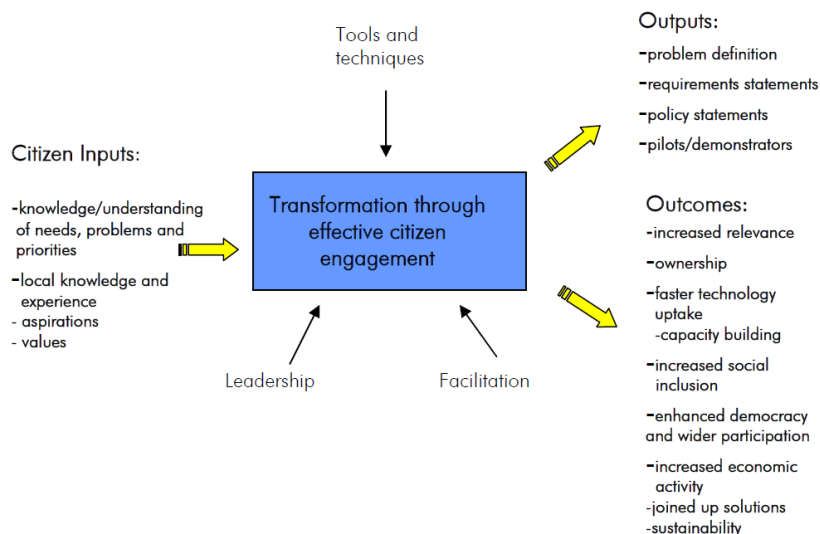 Tools and
techniques
Citizen Inputs:
-knowledge/understanding
of needs, problems and
priorities
-local knowledge and
experience
- aspirations
- values
Transformation through
effective citizen
engagement
Leadership
Facilitation
Outputs:
-problem definition
-requirements statements
-policy statements
-pilots/demonstrators
Outcomes:
-increased relevance
-ownership
-faster technology
uptake
-capacity building
-increased social
inclusion
-enhanced democracy
and wider participation
-increased economic
activity
-joined up solutions
-sustainability